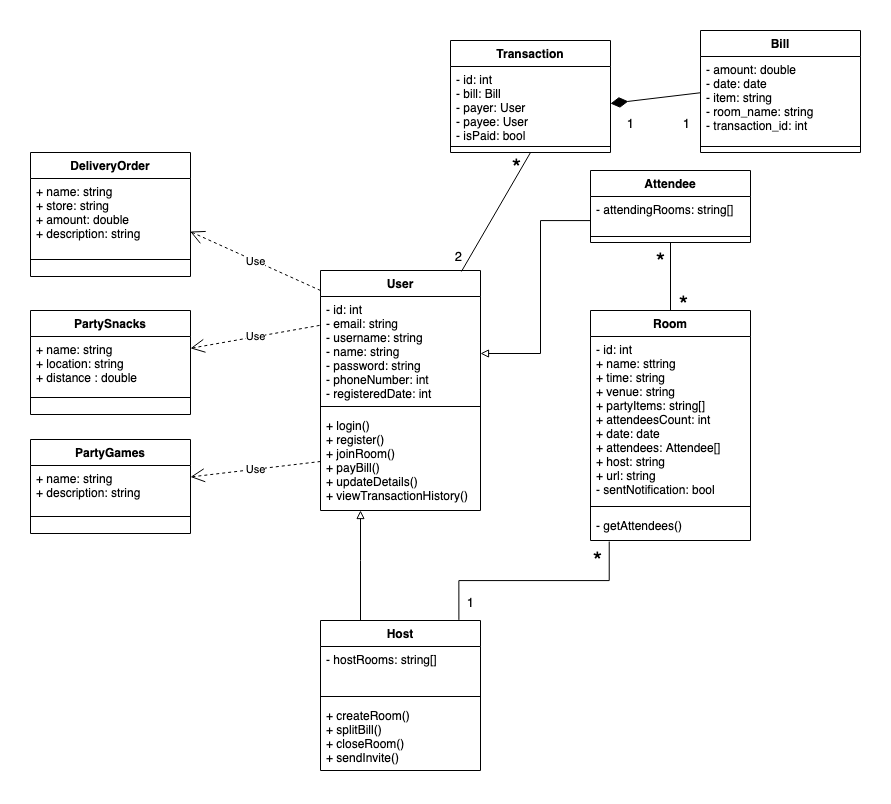 Transaction
- id: int
- bill: Bill
- payer: User
- payee: User
- isPaid: bool
Bill
- amount: double
- date: date
- item: string
- room_name: string
- transaction_id: int
1
1
*
2
DeliveryOrder
+ name: string
+ store: string
+ amount: double
+ description: string
Use
PartySnacks
+ name: string
+ location: string
+ distance : double
Use
PartyGames
+ name: string
+ description: string
Use
User
- id: int
- email: string
- username: string
- name: string
- password: string
- phoneNumber: int
- registeredDate: int
+ login()
+ register()
+ joinRoom()
+ payBill()
+ updateDetails()
+ viewTransactionHistory()
Attendee
- attendingRooms: string[]
*
*
Room
- id: int
+ name: sttring
+ time: string
+ venue: string
+ partyItems: string[]
+ attendeesCount: int
+ date: date
+ attendees: Attendee[]
+ host: string
+ url: string
- sentNotification: bool
- getAttendees()
*
1
Host
- hostRooms: string[]
+ createRoom()
+ splitBill()
+ closeRoom()
+ sendInvite()